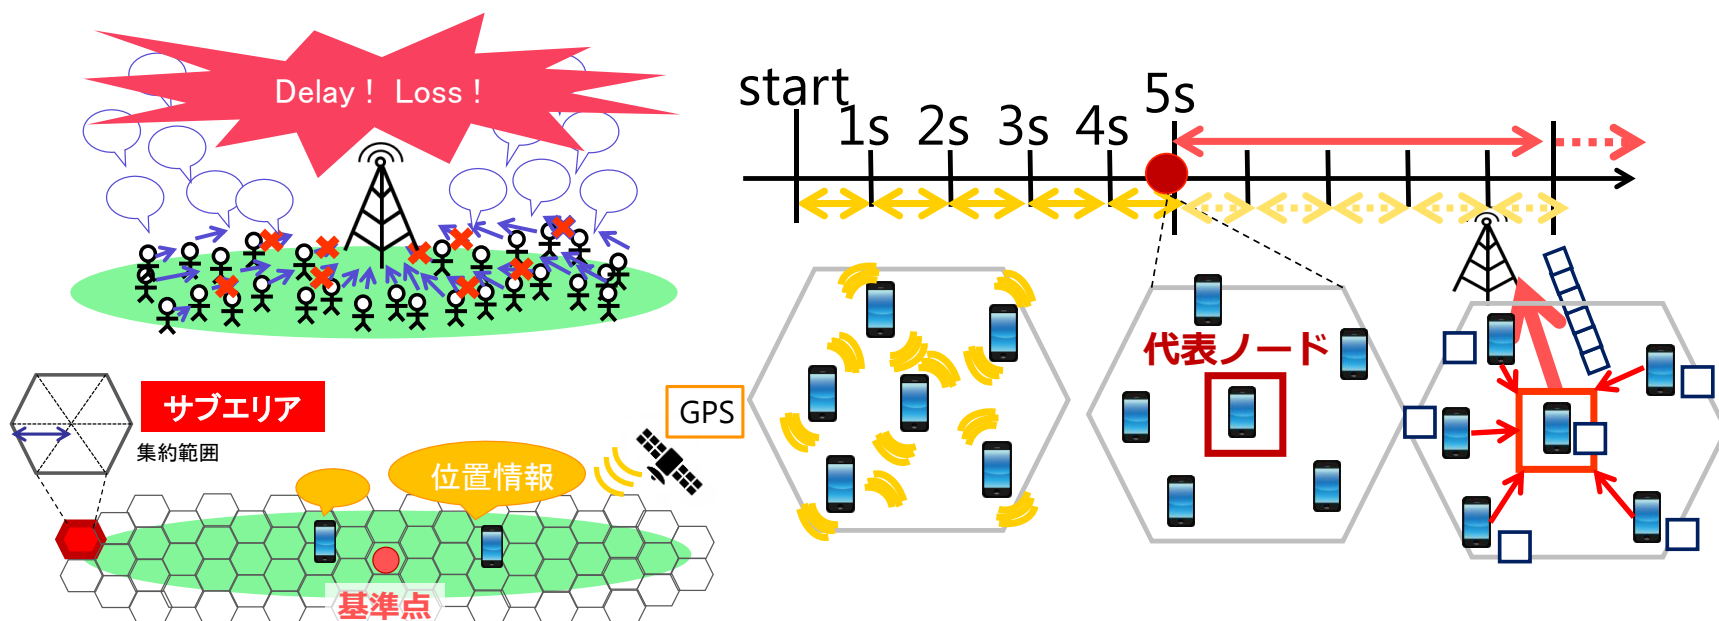 Delay！ Loss！
start
1s
2s
3s
4s
5s
サブエリア
集約範囲
GPS
位置情報
基準点
代表ノード